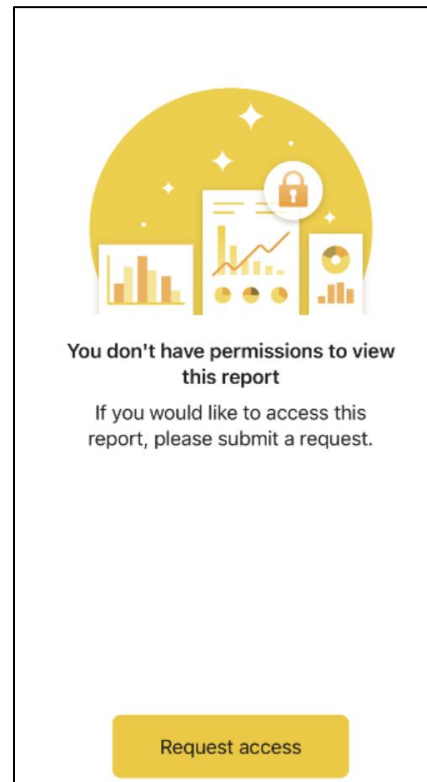 You don't have permissions to view
this report
If you would like to access this
report, please submit a request.
Request access